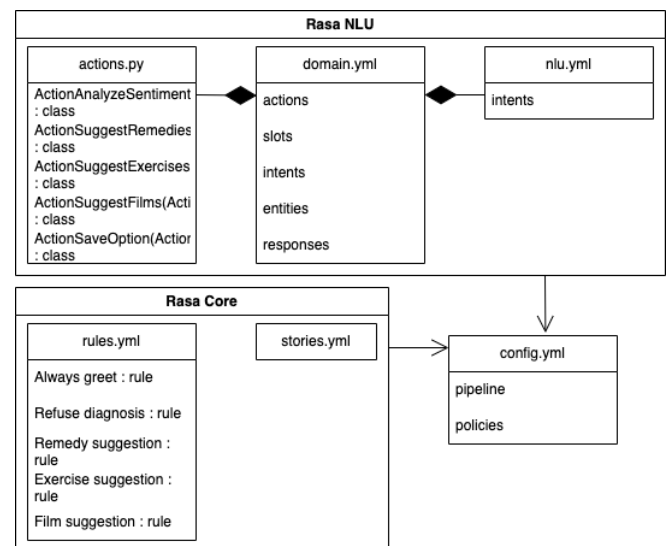 Rasa NLU
actions.py
ActionAnalyzeSentiment
: class
ActionSuggestRemedies
: class
ActionSuggestExercises
: class
ActionSuggestFilms(Acti
: class
ActionSaveOption(Action
: class
domain.yml
actions
slots
intents
entities
responses
nlu.yml
intents
Rasa Core
rules.yml
Always greet : rule
Refuse diagnosis : rule
Remedy suggestion :
rule
Exercise suggestion :
rule
Film suggestion : rule
stories.yml
config.yml
pipeline
policies